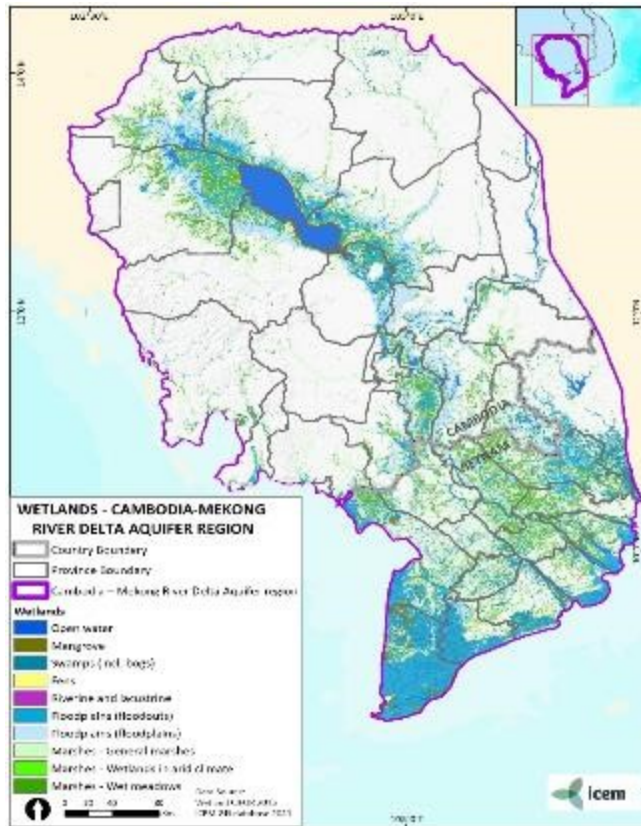 CAMBODIA
VIETNAM
WETLANDS - CAMBODIA-MEKONG
RIVER DELTA AQUIFER REGION
Country Boundary
Province Boundary
Cambodia – Mekong River Delta Aquifer region
Wetlands
Open water
Mangrove
Swamps (incl. bogs)
Fens
Riverine and lacustrine
Floodplains (floodouts)
Floodplains (floodplains)
Marshes - General marshes
Marshes - Wetlands in arid climate
Marshes - Wet meadows
Data Source
icem